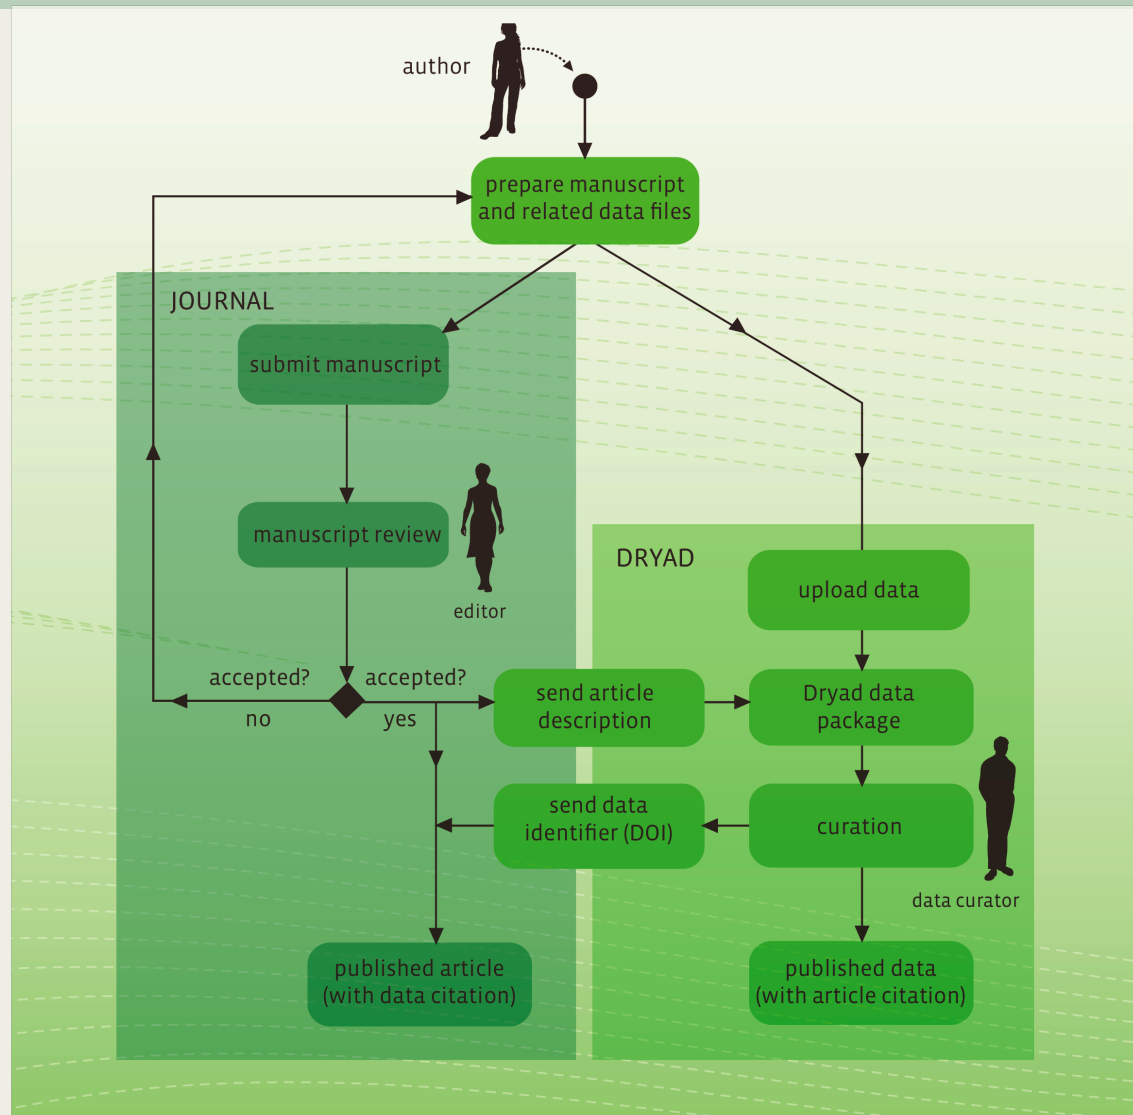 author
prepare manuscript
and related data files
JOURNAL
submit manuscript
manuscript review
editor
DRYAD
upload data
accepted?
no
accepted?
yes
send article
description
Dryad data
package
send data
identifier (DOI)
curation
data curator
published article
(with data citation)
published data
(with article citation)